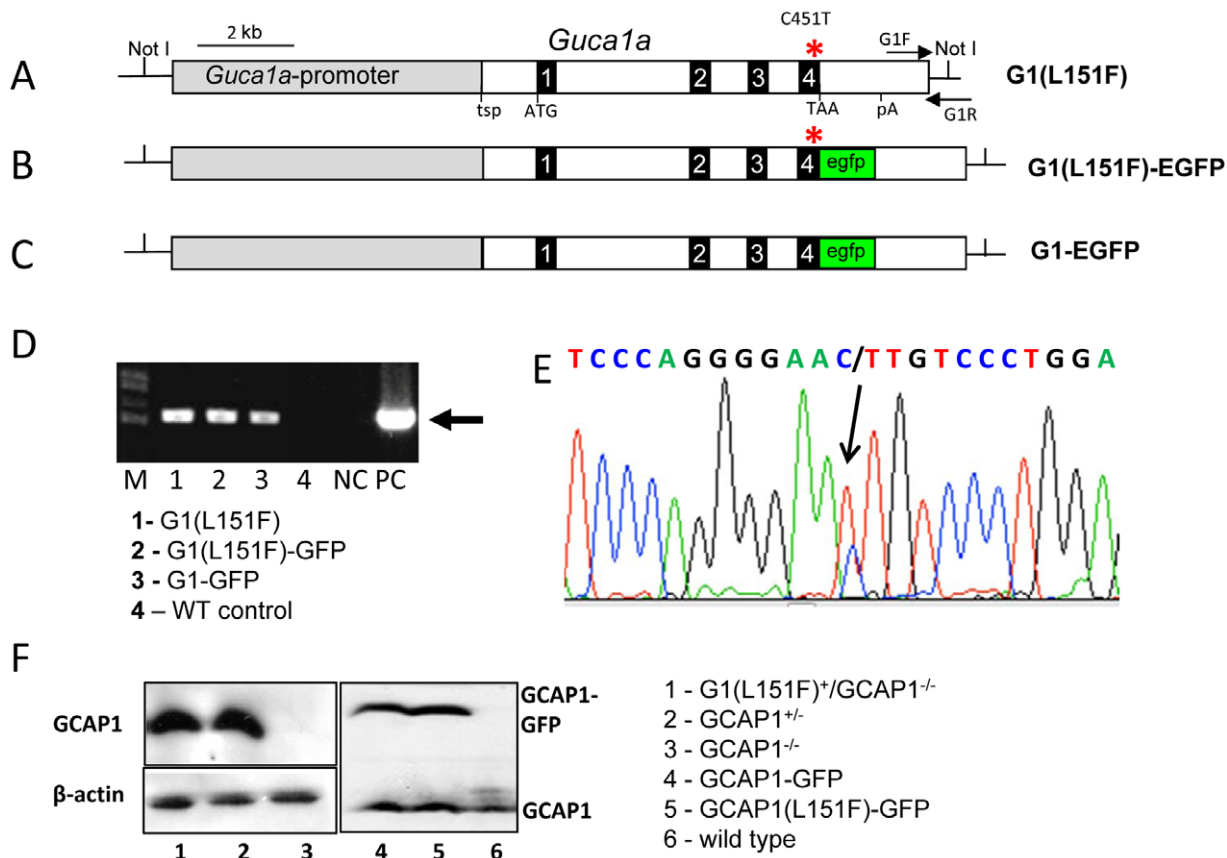 C451T
2 kb
Guca1a
G1F
Not I
Not I
A
Guca1a-promoter
1
2
3
4
G1(L151F)
tsp
ATG
TAA
pA
G1R
*
*
B
1
2
3
4
egfp
G1(L151F)-EGFP
C
1
2
3
4
egfp
G1-EGFP
D
M 1 2 3 4 NC PC
1- G1(L151F)
2 - G1(L151F)-GFP
3 - G1-GFP
4 – WT control
E
TCCCAGGGGAAC/TTGTCCCTGGA
F
GCAP1
β-actin
1 2 3
GCAP1-
GFP
GCAP1
4 5 6
1 - G1(L151F)⁺/GCAP1⁻/⁻
2 - GCAP1⁺/⁻
3 - GCAP1⁻/⁻
4 - GCAP1-GFP
5 - GCAP1(L151F)-GFP
6 - wild type